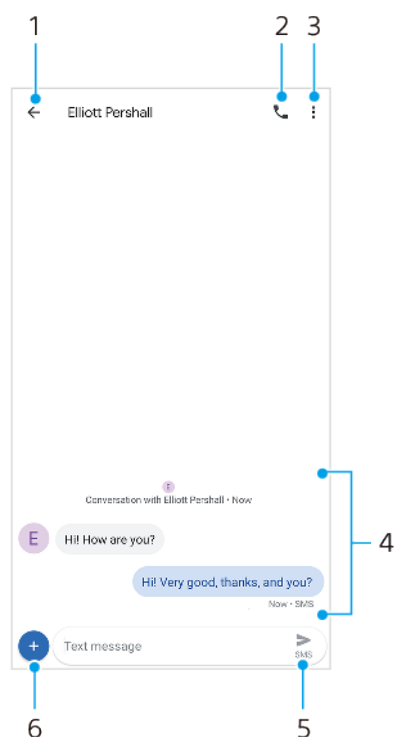 1 2 3
Elliott Pershall
E
Conversation with Elliott Pershall • Now
E Hi! How are you?
4
Hi! Very good, thanks, and you?
Now • SMS
+ Text message
SMS
6 5